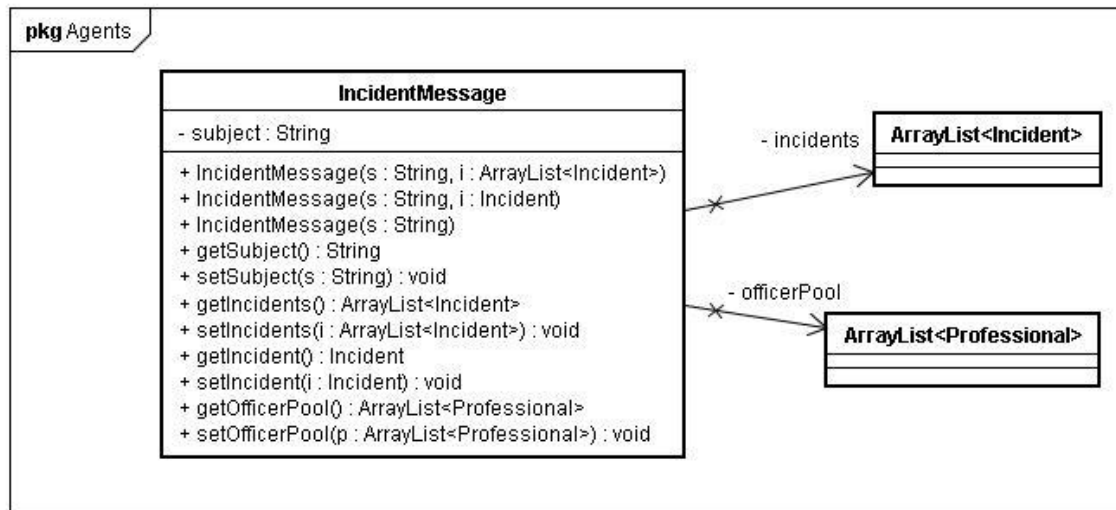 pkg Agents
IncidentMessage
- subject : String
+ IncidentMessage(s : String, i : ArrayList<Incident>)
+ IncidentMessage(s : String, i : Incident)
+ IncidentMessage(s : String)
+ getSubject() : String
+ setSubject(s : String) : void
+ getIncidents() : ArrayList<Incident>
+ setIncidents(i : ArrayList<Incident>) : void
+ getIncident() : Incident
+ setIncident(i : Incident) : void
+ getOfficerPool() : ArrayList<Professional>
+ setOfficerPool(p : ArrayList<Professional>) : void
- incidents
ArrayList<Incident>
- officerPool
ArrayList<Professional>